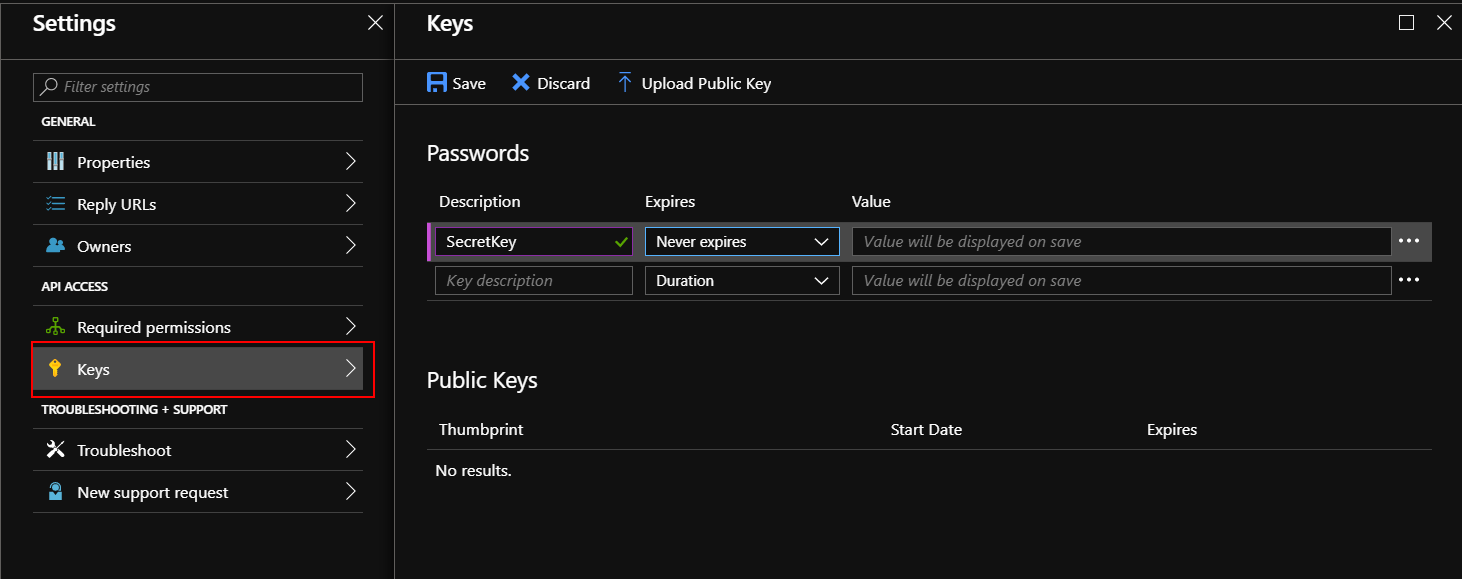 Settings
Filter settings
GENERAL
Properties
Reply URLs
Owners
API ACCESS
Required permissions
Keys
TROUBLESHOOTING + SUPPORT
Troubleshoot
New support request
Keys
Save Discard Upload Public Key
Passwords
Description Expires Value
SecretKey Never expires Value will be displayed on save
Key description Duration Value will be displayed on save
Public Keys
Thumbprint Start Date Expires
No results.